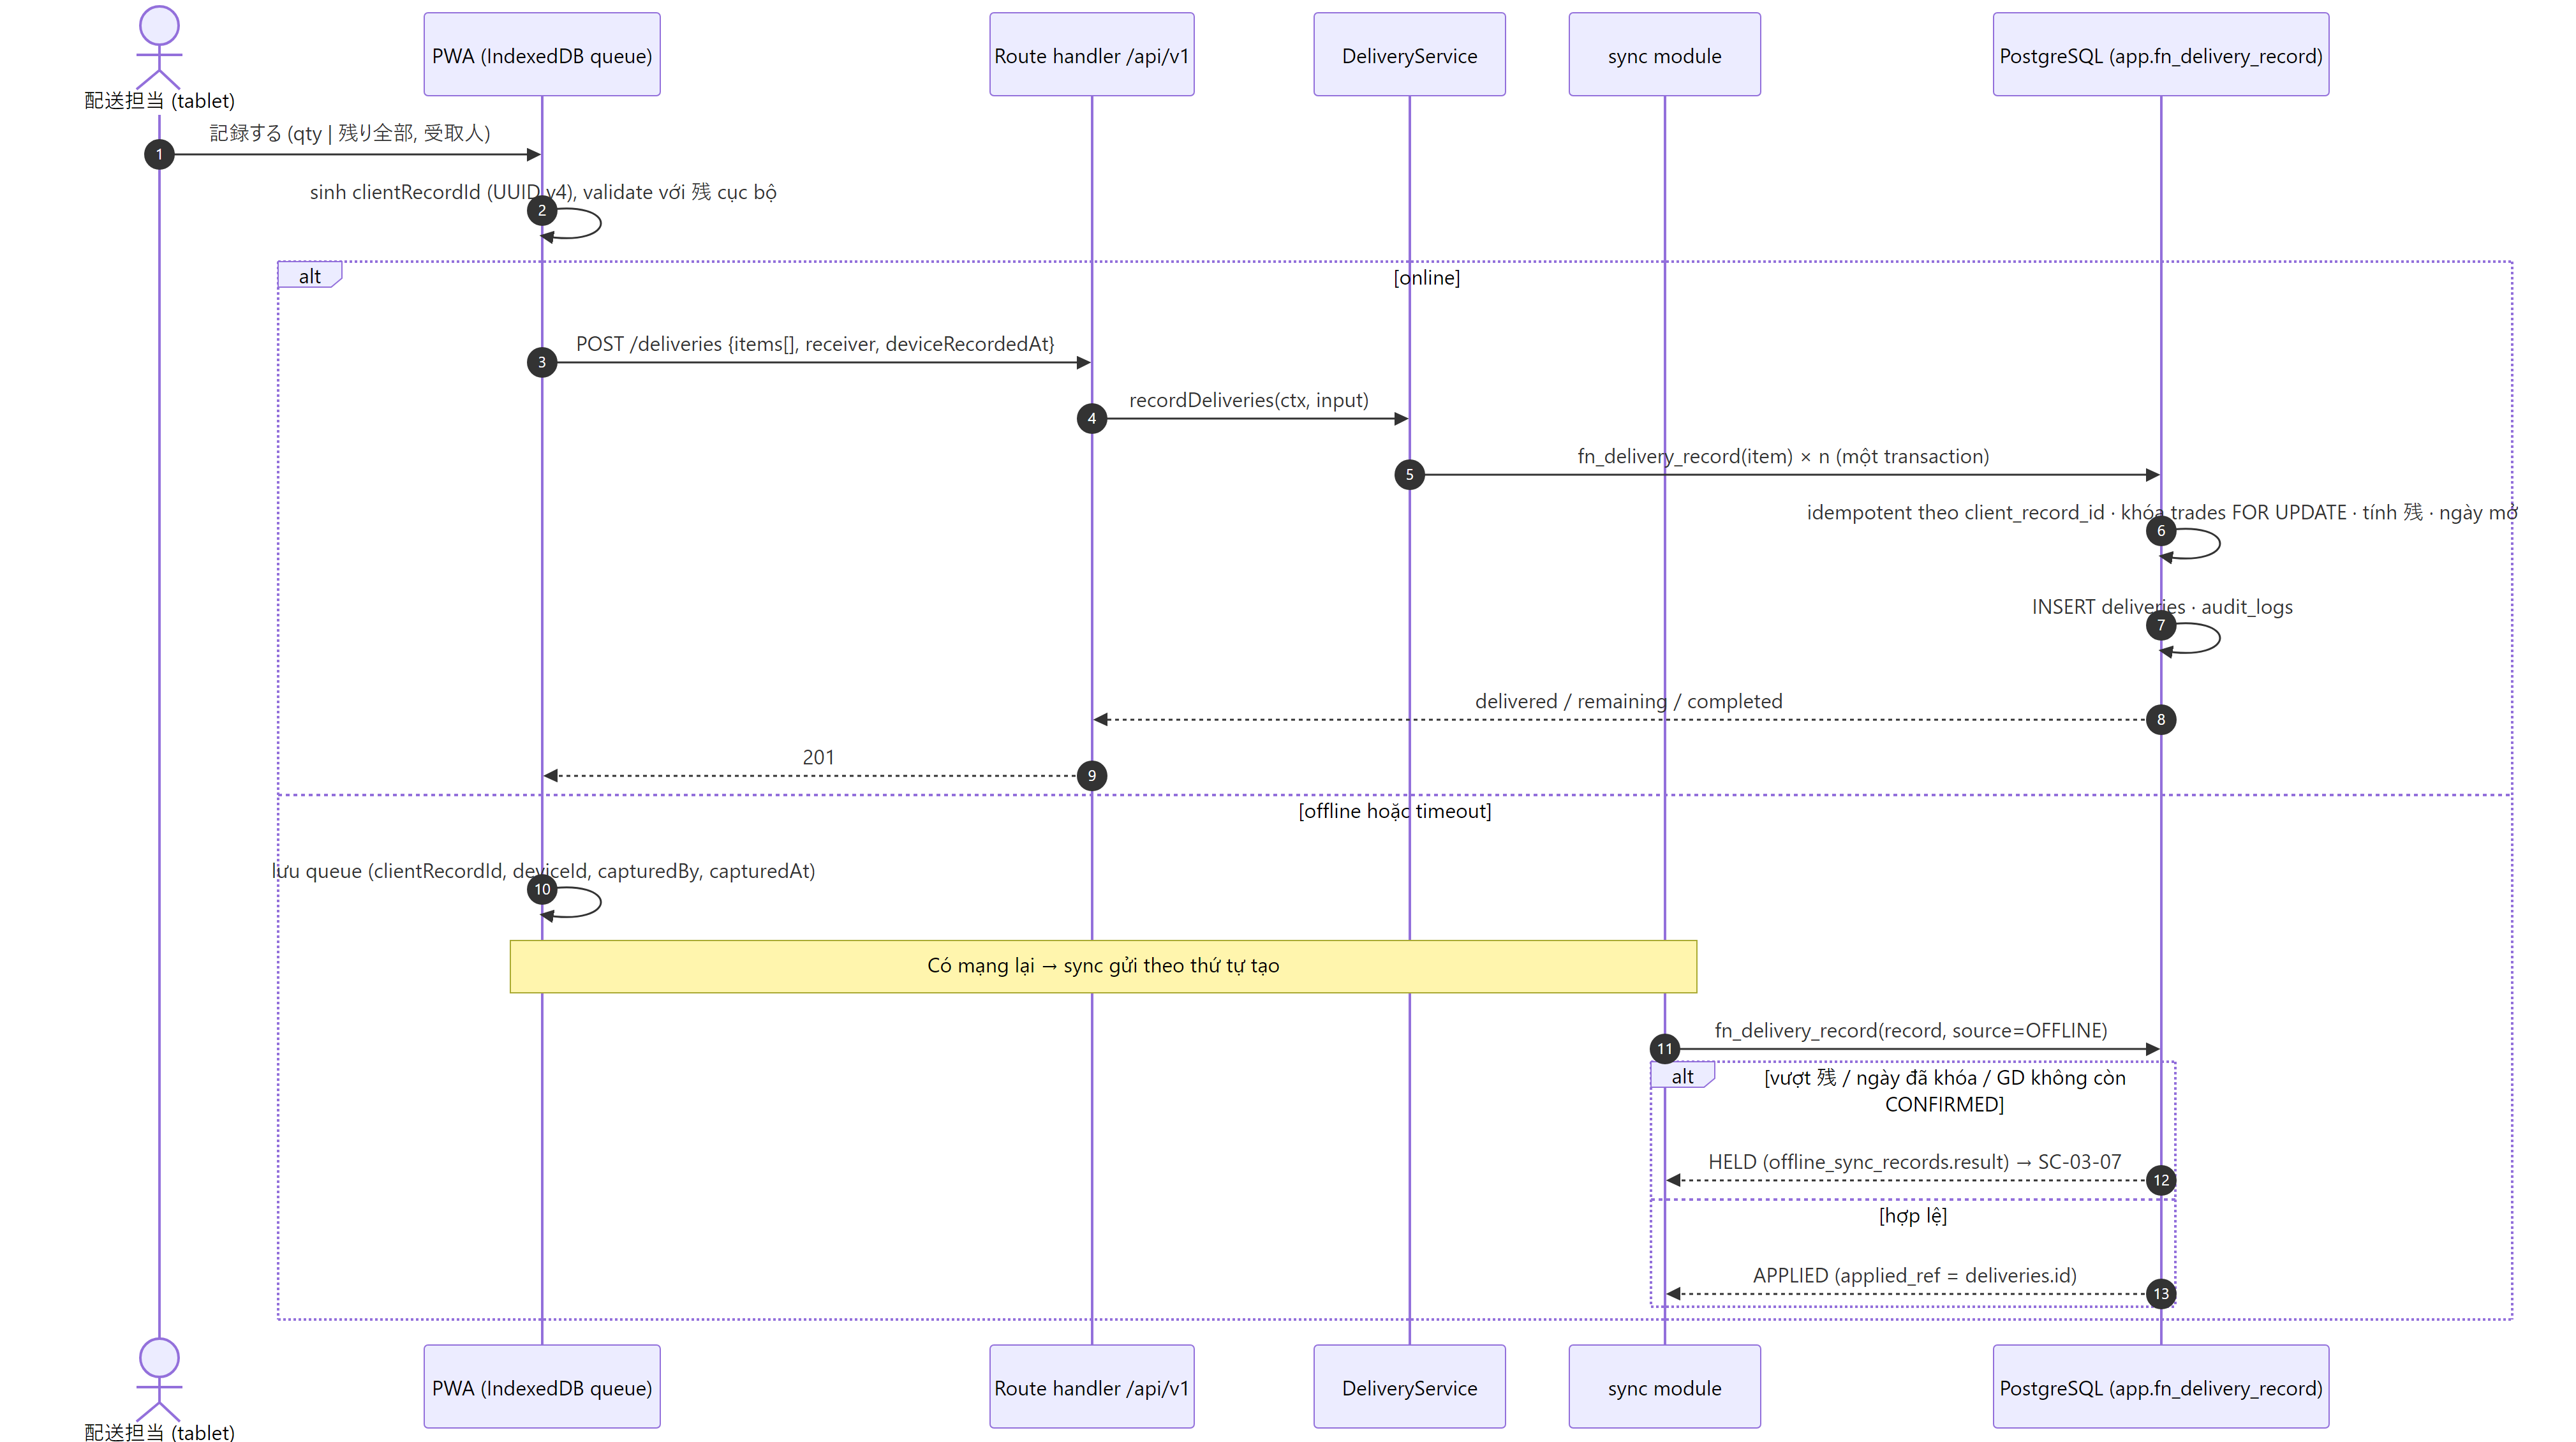 配送担当 (tablet)
PWA (IndexedDB queue)
Route handler /api/v1
DeliveryService
sync module
PostgreSQL (app.fn_delivery_record)
記録する (qty | 残り全部, 受取人)
1
sinh clientRecordId (UUID v4), validate với 残 cục bộ
2
alt
[online]
POST /deliveries {items[], receiver, deviceRecordedAt}
3
recordDeliveries(ctx, input)
4
fn_delivery_record(item) × n (một transaction)
5
idempotent theo client_record_id · khóa trades FOR UPDATE · tính 残 · ngày mở
6
INSERT deliveries · audit_logs
7
delivered / remaining / completed
8
201
9
[offline hoặc timeout]
lưu queue (clientRecordId, deviceId, capturedBy, capturedAt)
10
Có mạng lại → sync gửi theo thứ tự tạo
fn_delivery_record(record, source=OFFLINE)
11
alt
[vượt 残 / ngày đã khóa / GD không còn
CONFIRMED]
HELD (offline_sync_records.result) → SC-03-07
12
[hợp lệ]
APPLIED (applied_ref = deliveries.id)
13
配送担当 (tablet)
PWA (IndexedDB queue)
Route handler /api/v1
DeliveryService
sync module
PostgreSQL (app.fn_delivery_record)